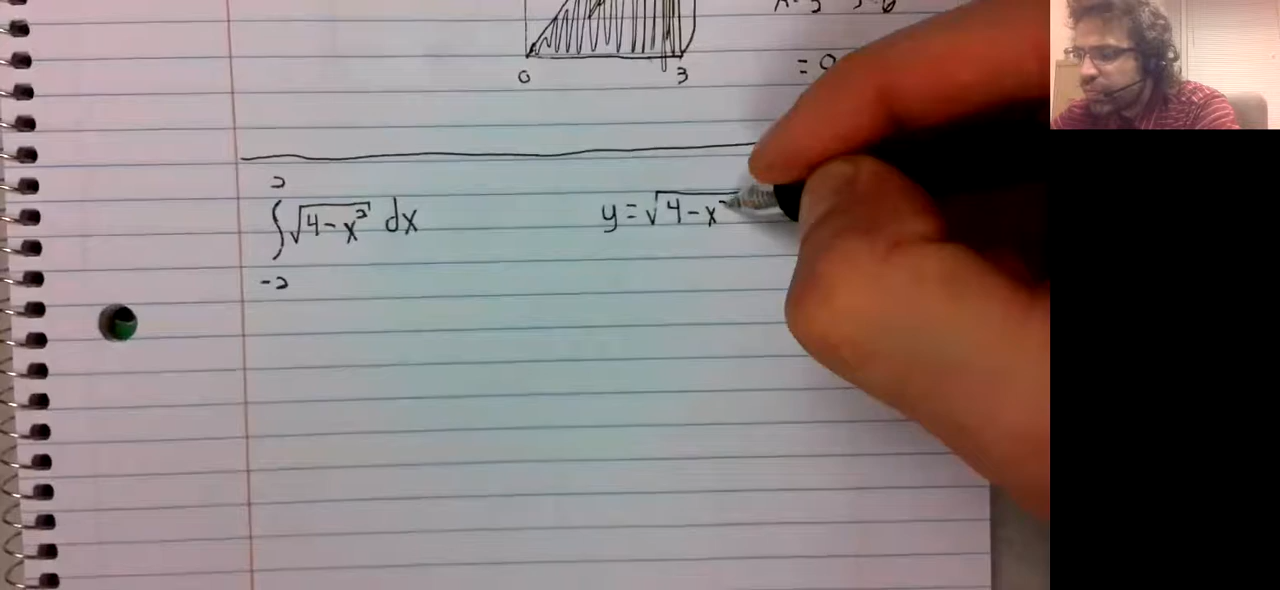 0 3
= 0
2
∫ √4-x² dx y = √4-x²
-2